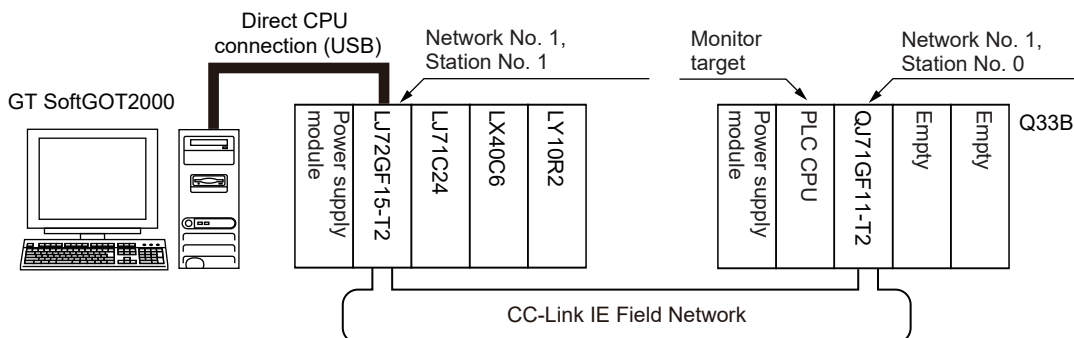 Direct CPU
connection (USB)
Network No. 1,
Station No. 1
Monitor
target
Network No. 1,
Station No. 0
GT SoftGOT2000
Power supply
module
LJ72GF15-T2
LJ71C24
LX40C6
LY10R2
Power supply
module
PLC CPU
QJ71GF11-T2
Empty
Empty
Q33B
CC-Link IE Field Network